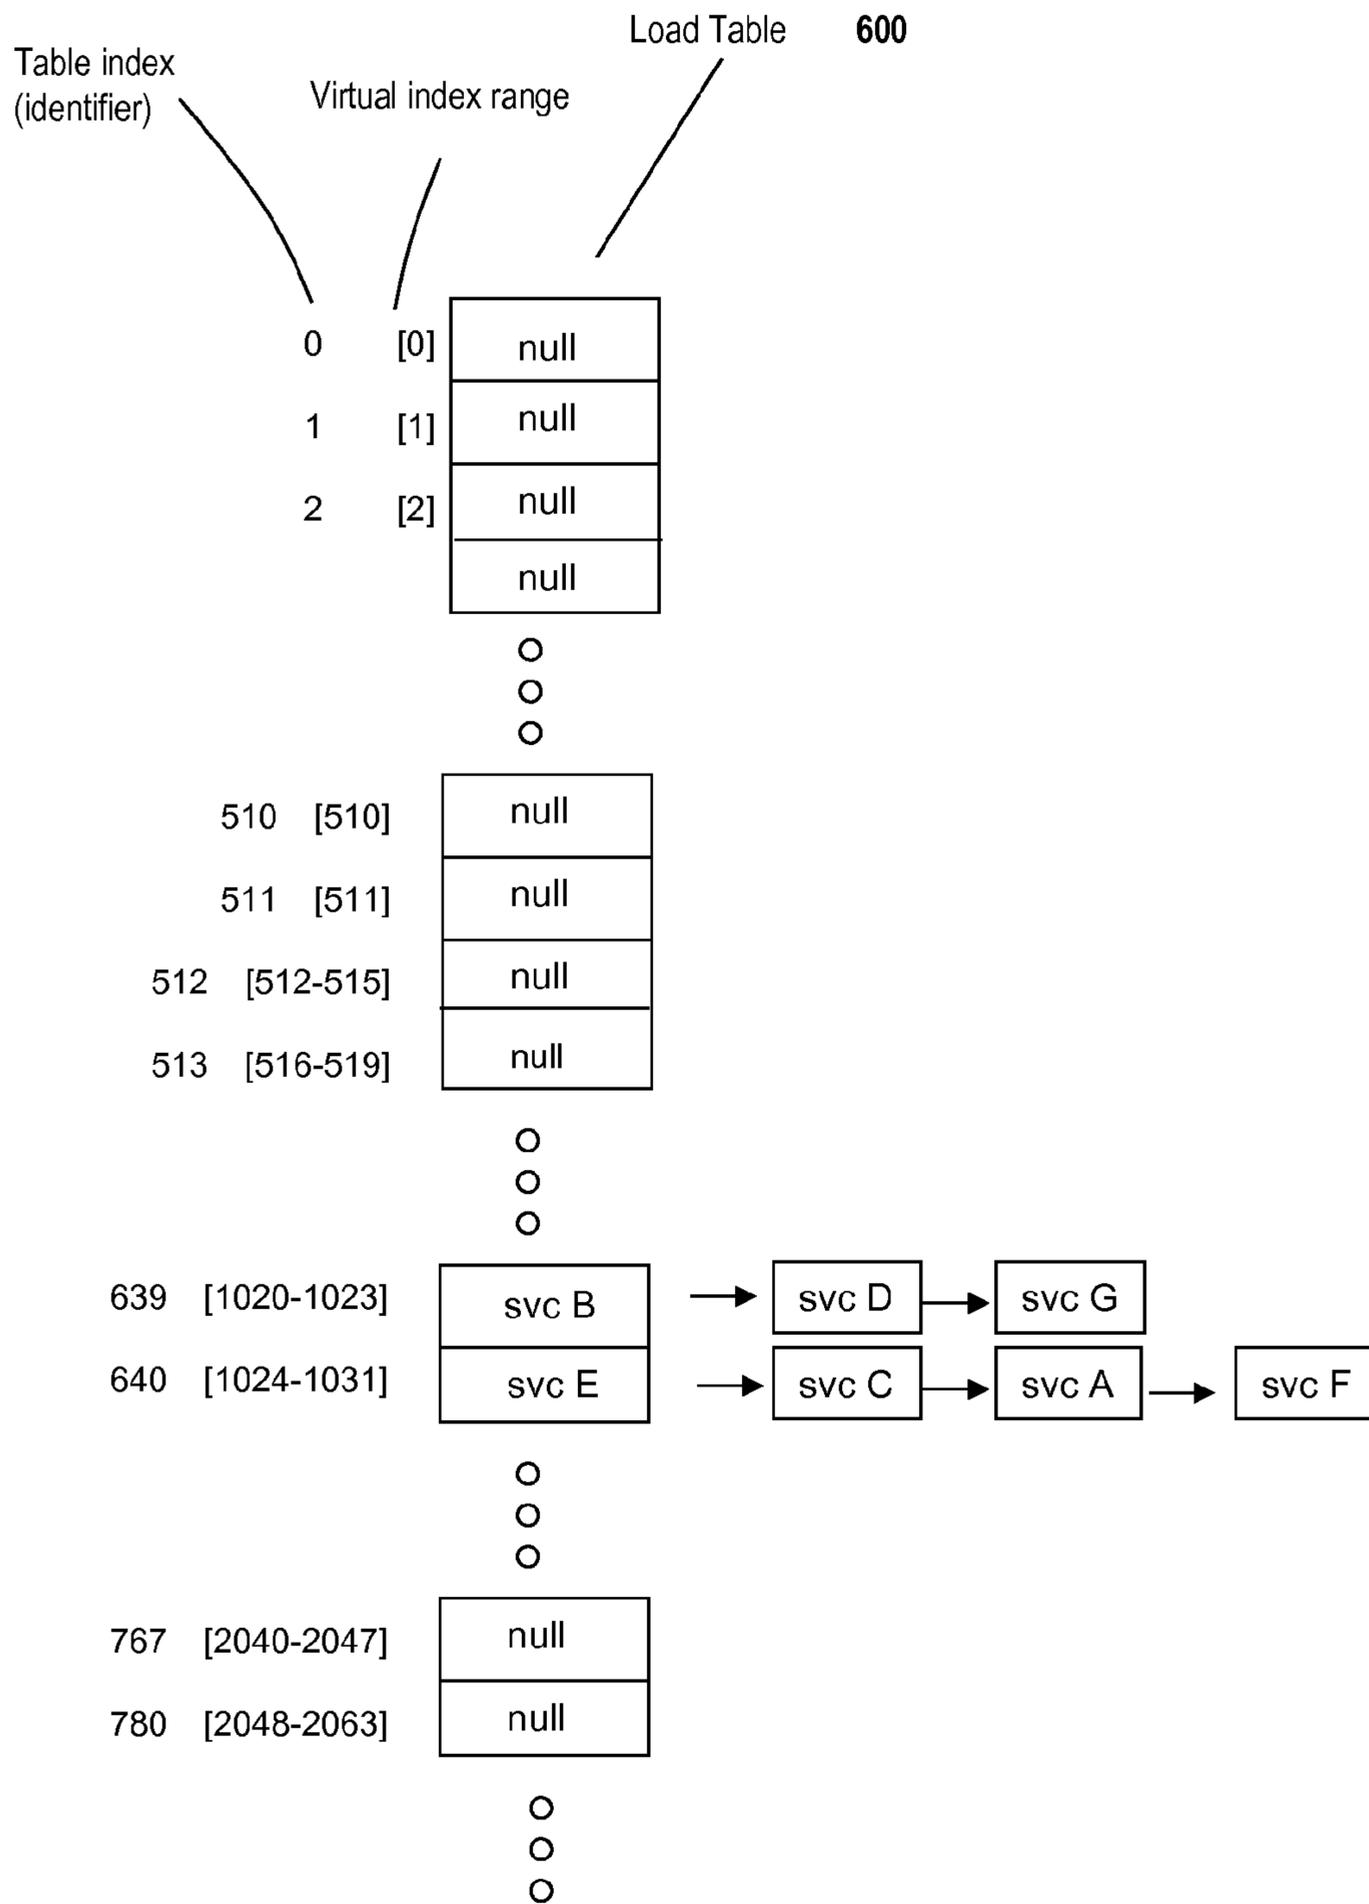 Load Table 600
Table index
(identifier)
Virtual index range
0 [0] null
1 [1] null
2 [2] null
null
510 [510] null
511 [511] null
512 [512-515] null
513 [516-519] null
639 [1020-1023] svc B svc D svc G
640 [1024-1031] svc E svc C svc A svc F
767 [2040-2047] null
780 [2048-2063] null